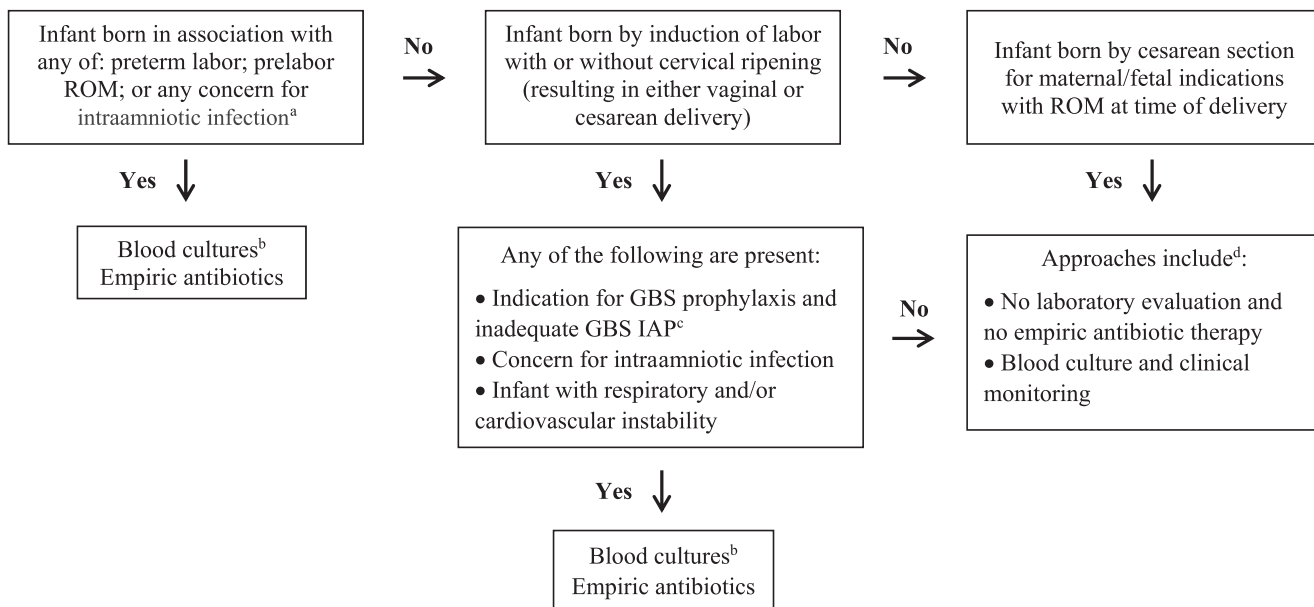 Infant born in association with
any of: preterm labor; prelabor
ROM; or any concern for
intraamniotic infectionᵃ
No
Infant born by induction of labor
with or without cervical ripening
(resulting in either vaginal or
cesarean delivery)
No
Infant born by cesarean section
for maternal/fetal indications
with ROM at time of delivery
Yes
Yes
Yes
Blood culturesᵇ
Empiric antibiotics
Any of the following are present:
• Indication for GBS prophylaxis and
inadequate GBS IAPᶜ
• Concern for intraamniotic infection
• Infant with respiratory and/or
cardiovascular instability
No
Approaches includeᵈ:
• No laboratory evaluation and
no empiric antibiotic therapy
• Blood culture and clinical
monitoring
Yes
Blood culturesᵇ
Empiric antibiotics